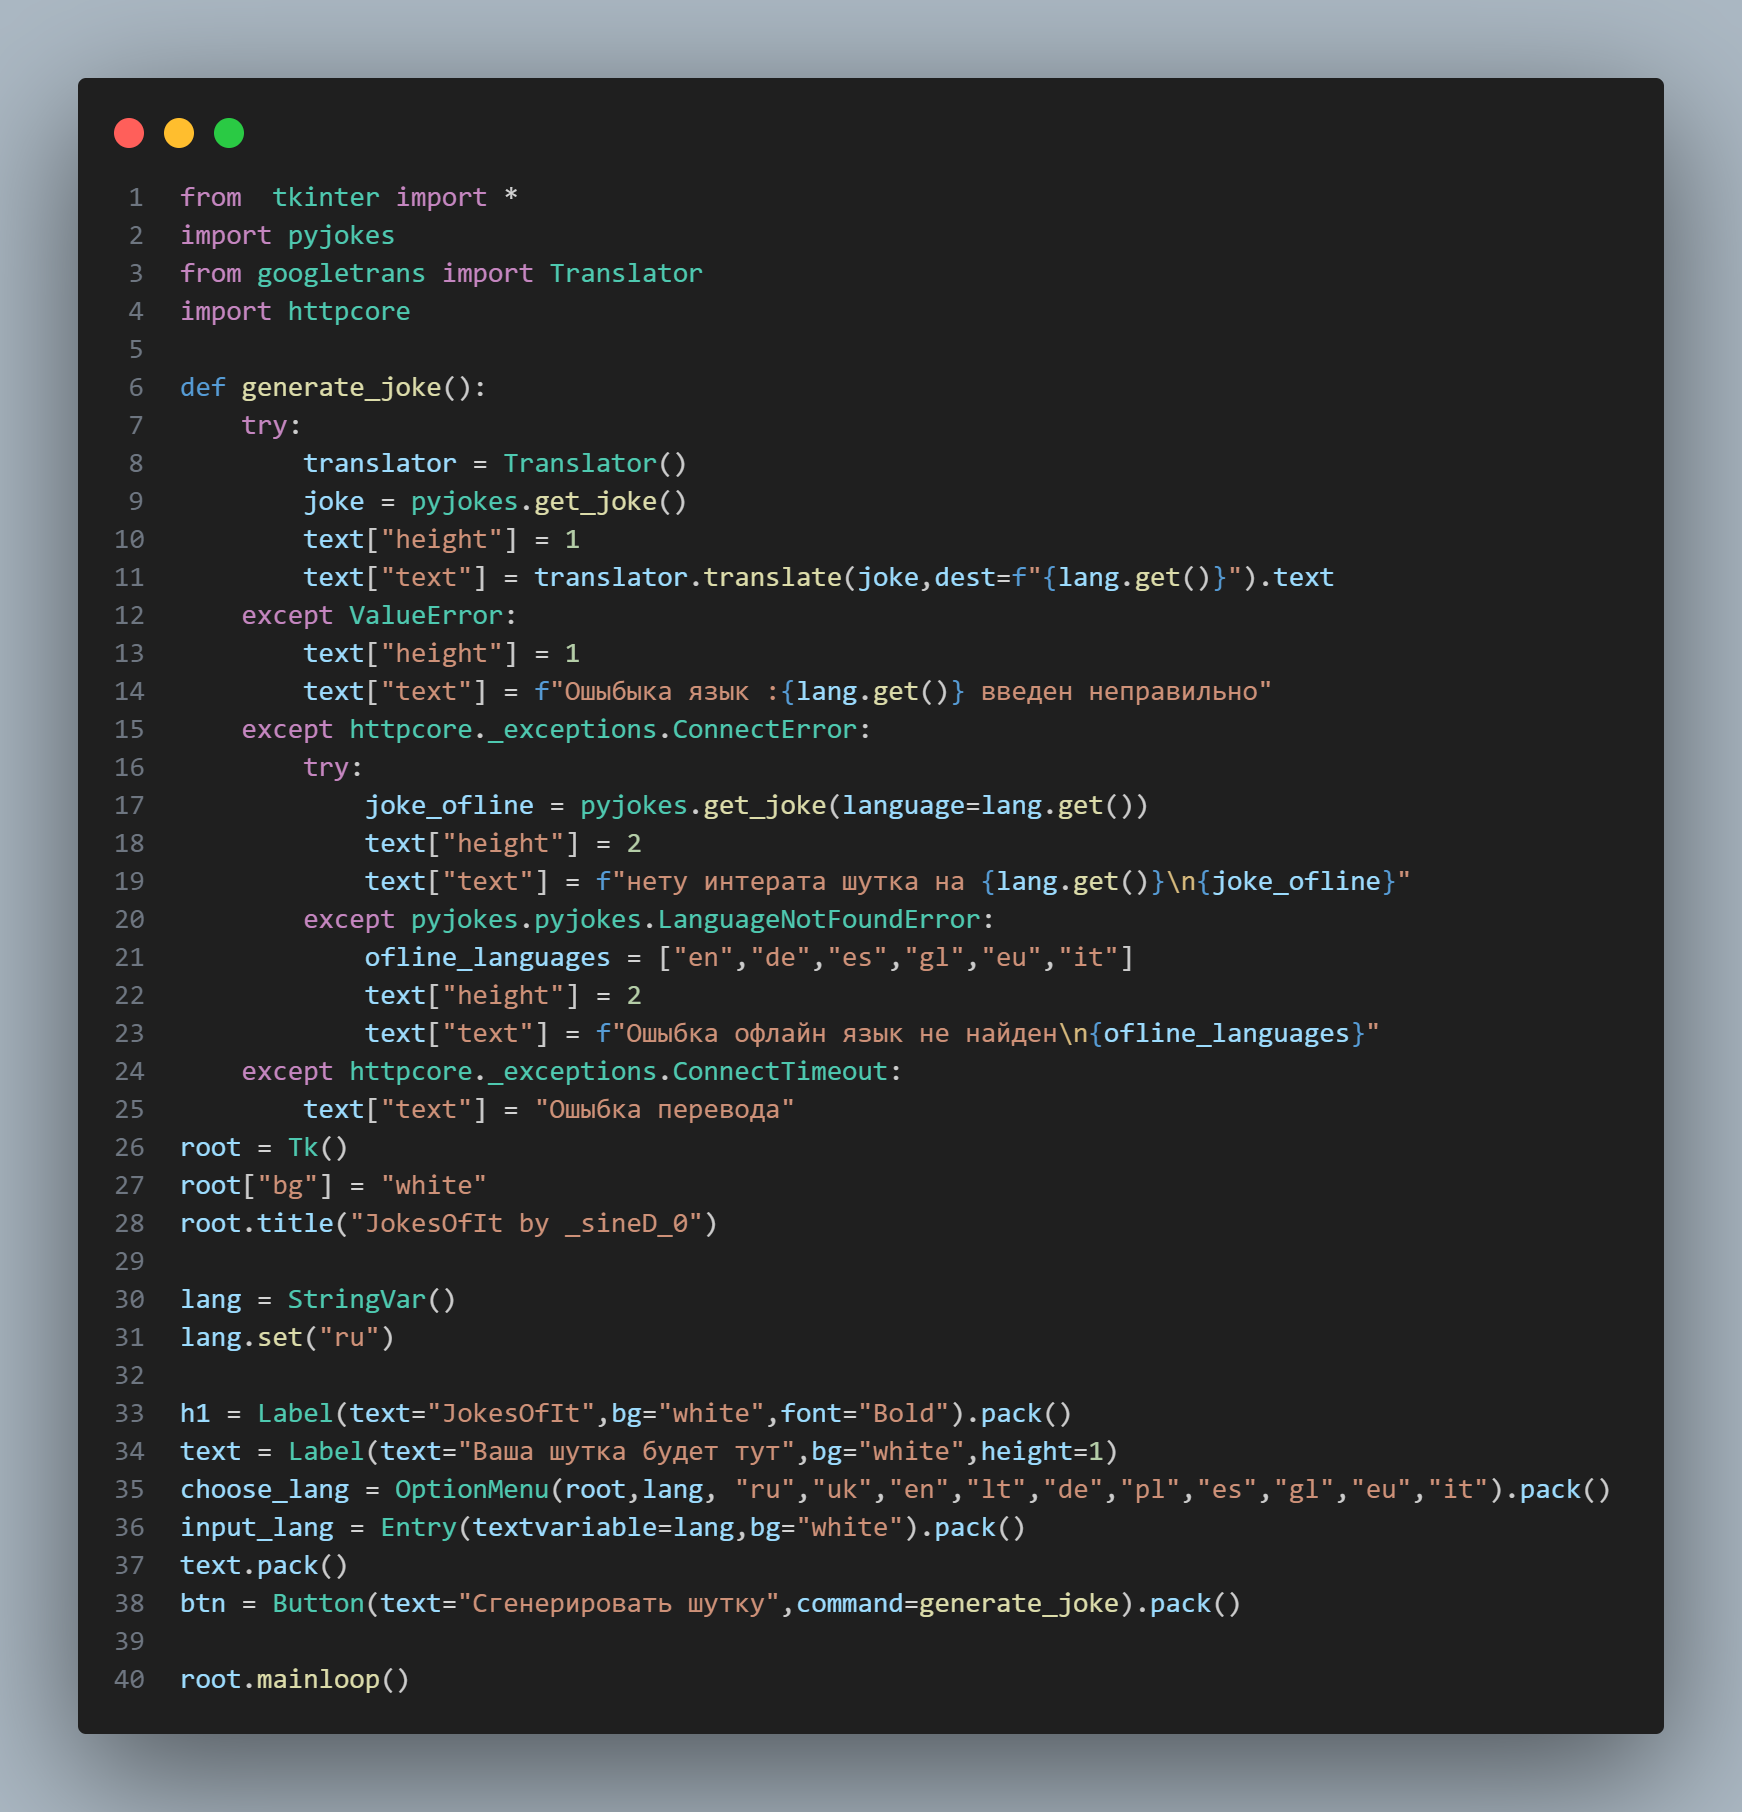 1 from  tkinter import *
2 import pyjokes
3 from googletrans import Translator
4 import httpcore
5
6 def generate_joke():
7     try:
8         translator = Translator()
9         joke = pyjokes.get_joke()
10         text["height"] = 1
11         text["text"] = translator.translate(joke,dest=f"{lang.get()}").text
12     except ValueError:
13         text["height"] = 1
14         text["text"] = f"Ошыбыка язык :{lang.get()} введен неправильно"
15     except httpcore._exceptions.ConnectError:
16         try:
17             joke_ofline = pyjokes.get_joke(language=lang.get())
18             text["height"] = 2
19             text["text"] = f"нету интерата шутка на {lang.get()}\n{joke_ofline}"
20         except pyjokes.pyjokes.LanguageNotFoundError:
21             ofline_languages = ["en","de","es","gl","eu","it"]
22             text["height"] = 2
23             text["text"] = f"Ошыбка офлайн язык не найден\n{ofline_languages}"
24     except httpcore._exceptions.ConnectTimeout:
25         text["text"] = "Ошыбка перевода"
26 root = Tk()
27 root["bg"] = "white"
28 root.title("JokesOfIt by _sineD_0")
29
30 lang = StringVar()
31 lang.set("ru")
32
33 h1 = Label(text="JokesOfIt",bg="white",font="Bold").pack()
34 text = Label(text="Ваша шутка будет тут",bg="white",height=1)
35 choose_lang = OptionMenu(root,lang, "ru","uk","en","lt","de","pl","es","gl","eu","it").pack()
36 input_lang = Entry(textvariable=lang,bg="white").pack()
37 text.pack()
38 btn = Button(text="Сгенерировать шутку",command=generate_joke).pack()
39
40 root.mainloop()